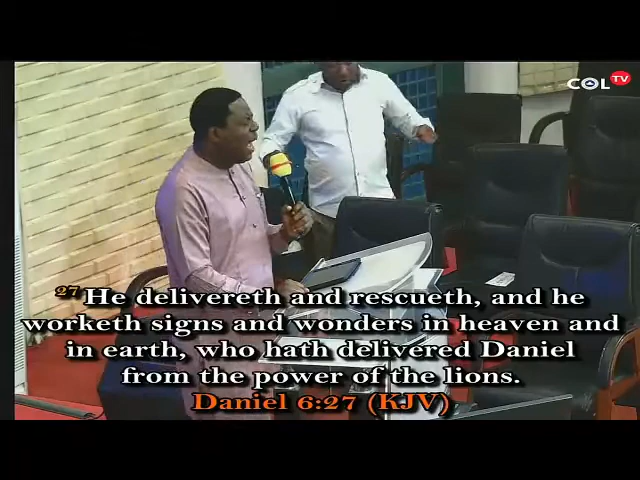 COL TV
27 He delivereth and rescueth, and he
worketh signs and wonders in heaven and
in earth, who hath delivered Daniel
from the power of the lions.
Daniel 6:27 (KJV)